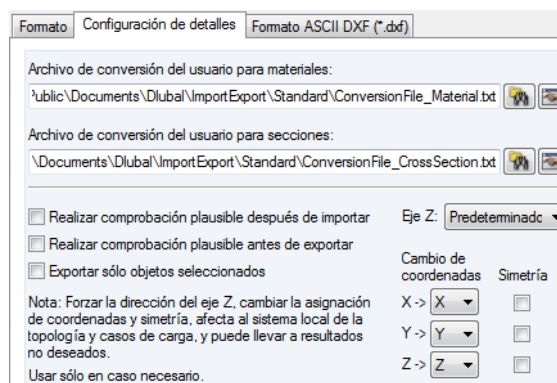 Formato Configuración de detalles Formato ASCII DXF (*.dxf)
Archivo de conversión del usuario para materiales:
\Documents\Dlubal\ImportExport\Standard\ConversionFile_Material.txt
Archivo de conversión del usuario para secciones:
\Documents\Dlubal\ImportExport\Standard\ConversionFile_CrossSection.txt
Realizar comprobación plausible después de importar Eje Z: Predeterminado
Realizar comprobación plausible antes de exportar
Exportar sólo objetos seleccionados
Cambio de
coordenadas Simetría
Nota: Forzar la dirección del eje Z, cambiar la asignación
de coordenadas y simetría, afecta al sistema local de la
topología y casos de carga, y puede llevar a resultados
no deseados.
Usar sólo en caso necesario.
X -> X
Y -> Y
Z -> Z